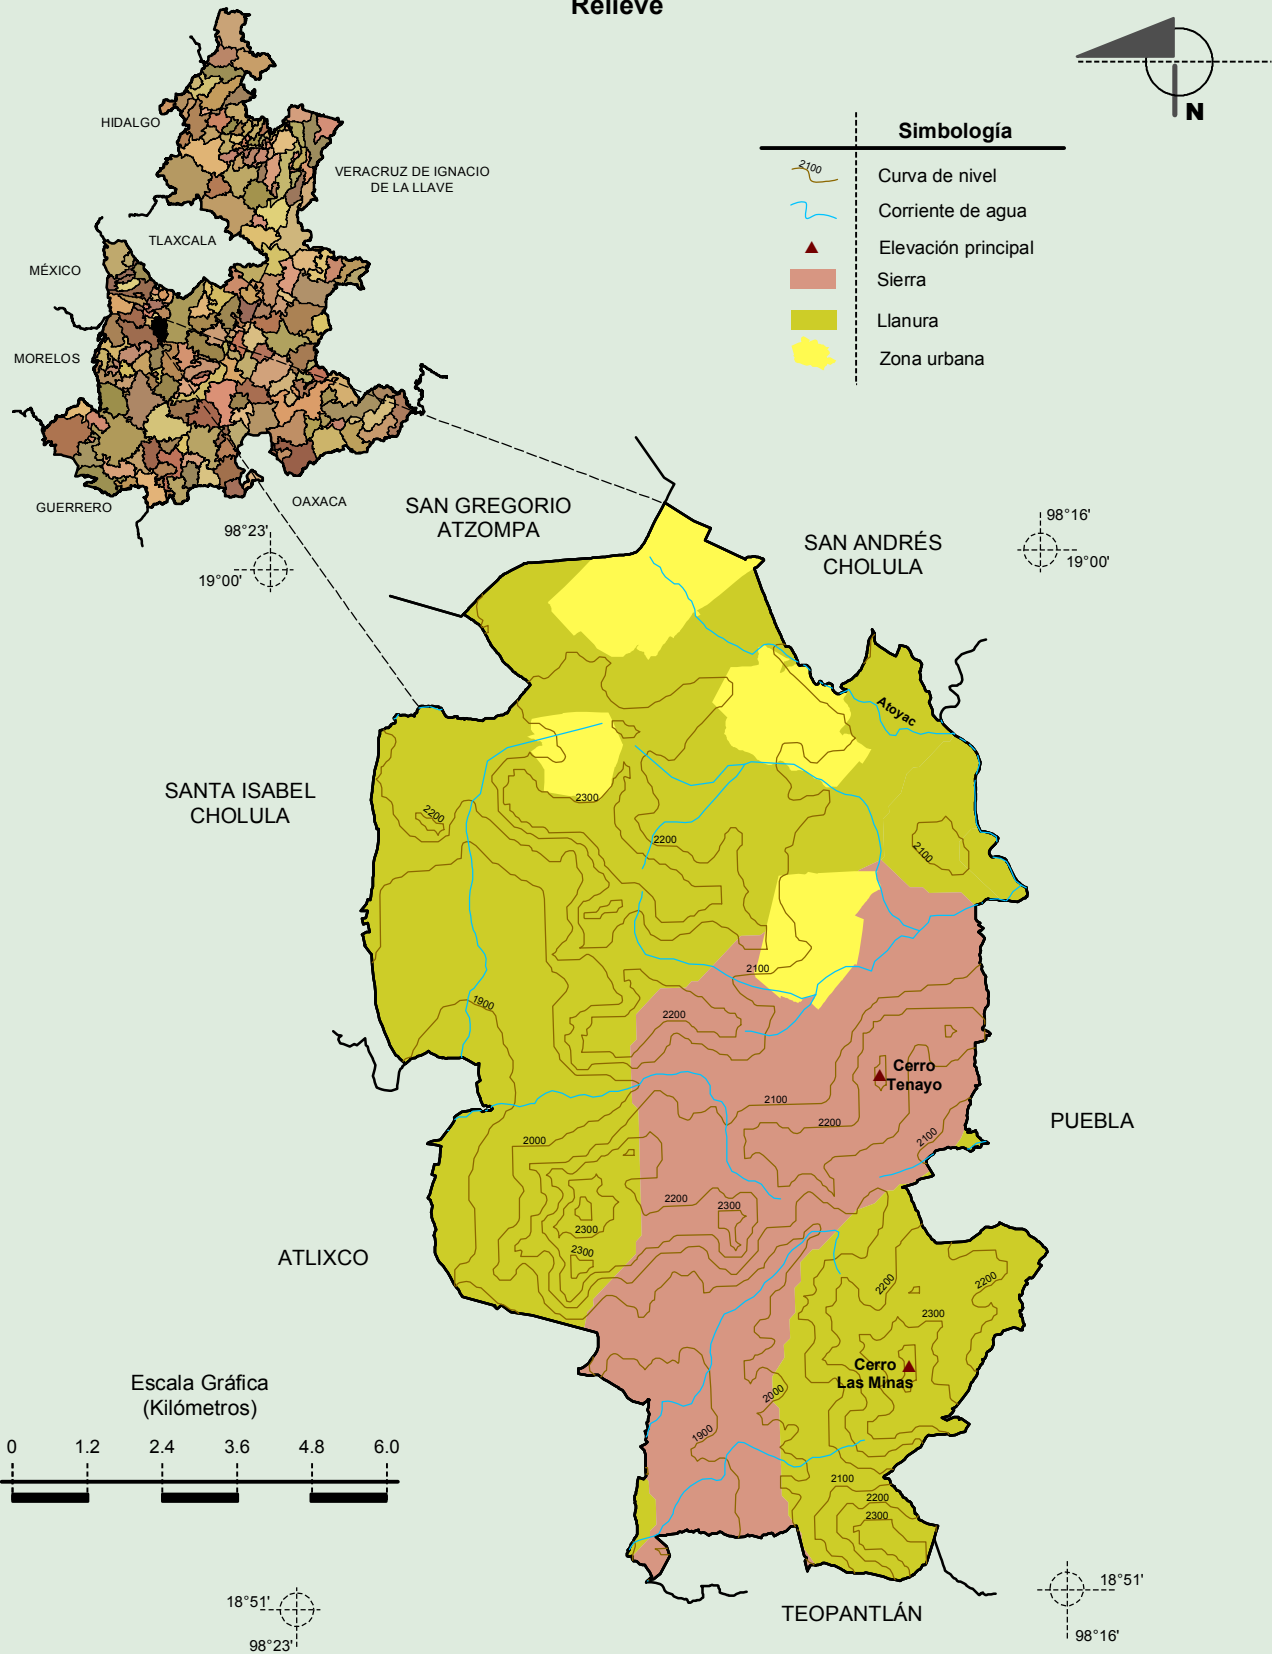 Relieve
N
HIDALGO
VERACRUZ DE IGNACIO
DE LA LLAVE
TLAXCALA
MÉXICO
MORELOS
GUERRERO
OAXACA
Simbología
2100
Curva de nivel
Corriente de agua
Elevación principal
Sierra
Llanura
Zona urbana
98°23'
19°00'
98°16'
19°00'
SAN GREGORIO
ATZOMPA
SAN ANDRÉS
CHOLULA
SANTA ISABEL
CHOLULA
Atoyac
2300
2200
2200
2100
2100
1900
2200
Cerro
Tenayo
2100
2200
2100
PUEBLA
2000
2200
2300
2300
2300
ATLIXCO
2200
2200
2300
Cerro
Las Minas
2000
1900
2100
2200
2300
Escala Gráfica
(Kilómetros)
0 1.2 2.4 3.6 4.8 6.0
18°51'
98°23'
18°51'
98°16'
TEOPANTLÁN